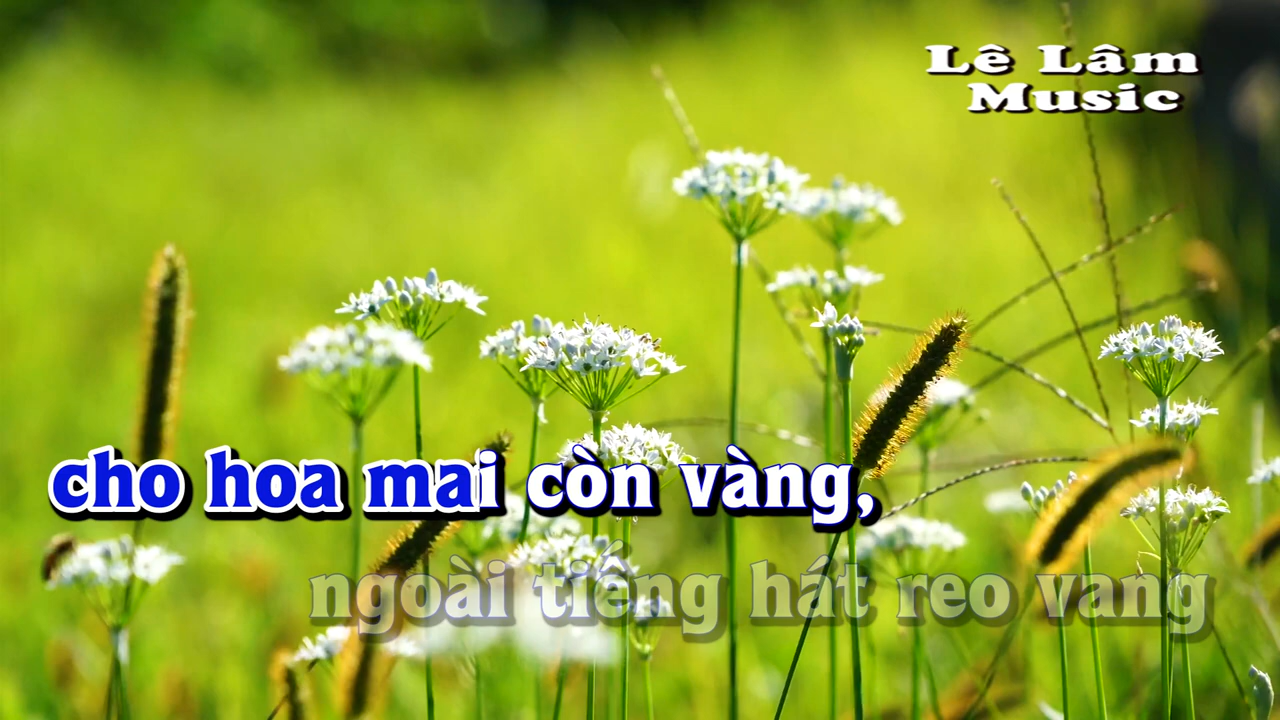 Lê Lâm
Music
cho hoa mai còn vàng,
ngoài tiếng hát reo vang